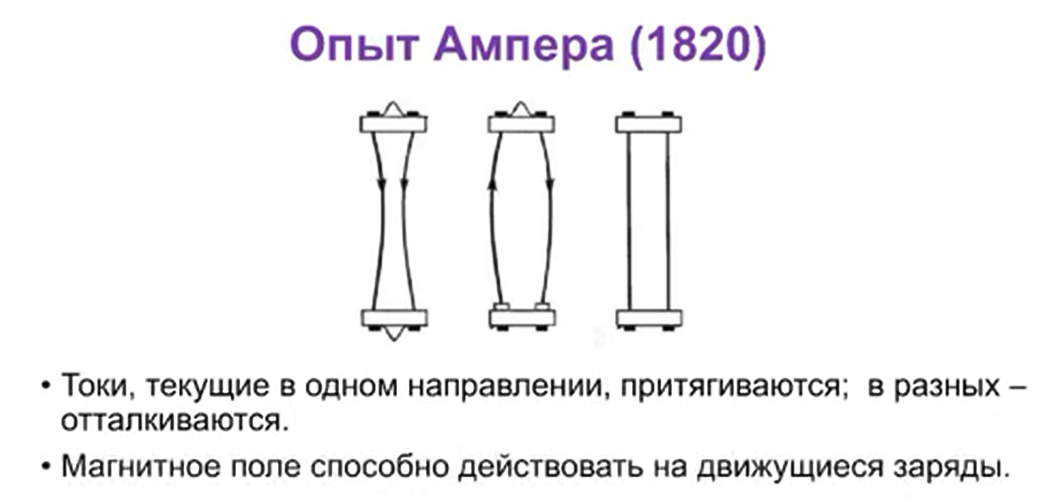 Опыт Ампера (1820)
• Токи, текущие в одном направлении, притягиваются; в разных –
отталкиваются.
• Магнитное поле способно действовать на движущиеся заряды.